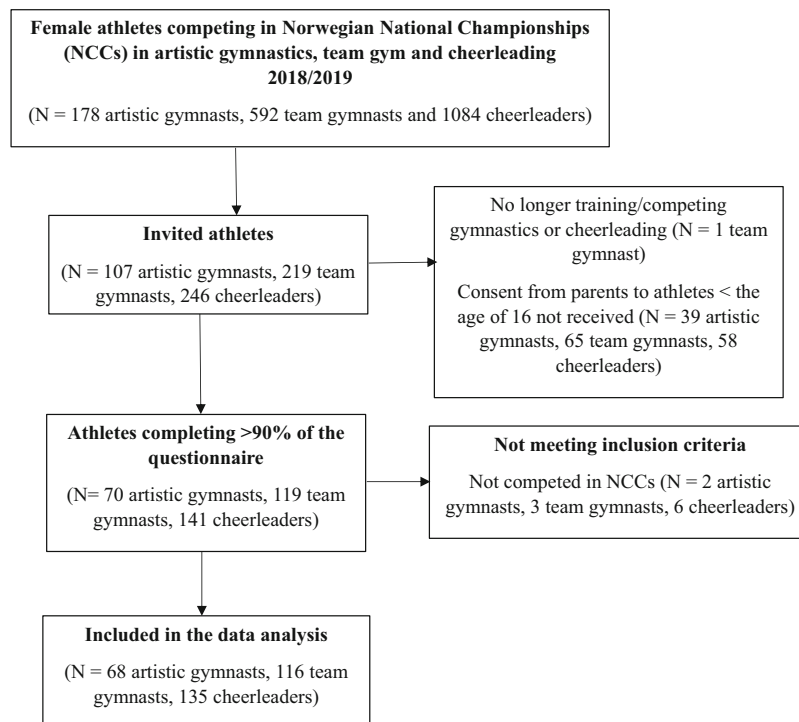 Female athletes competing in Norwegian National Championships
(NCCs) in artistic gymnastics, team gym and cheerleading
2018/2019
(N = 178 artistic gymnasts, 592 team gymnasts and 1084 cheerleaders)
Invited athletes
(N = 107 artistic gymnasts, 219 team
gymnasts, 246 cheerleaders)
No longer training/competing
gymnastics or cheerleading (N = 1 team
gymnast)
Consent from parents to athletes < the
age of 16 not received (N = 39 artistic
gymnasts, 65 team gymnasts, 58
cheerleaders)
Athletes completing >90% of the
questionnaire
(N= 70 artistic gymnasts, 119 team
gymnasts, 141 cheerleaders)
Not meeting inclusion criteria
Not competed in NCCs (N = 2 artistic
gymnasts, 3 team gymnasts, 6 cheerleaders)
Included in the data analysis
(N = 68 artistic gymnasts, 116 team
gymnasts, 135 cheerleaders)